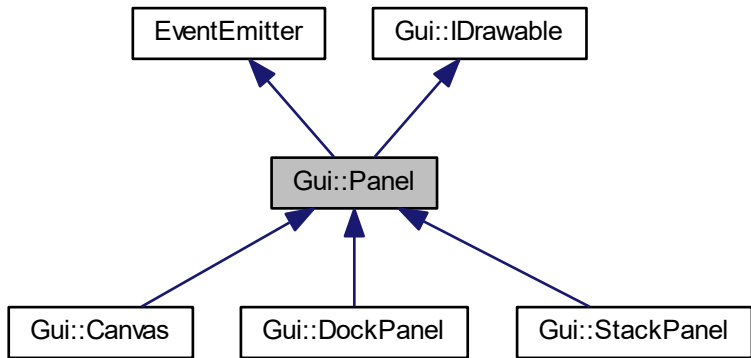 EventEmitter
Gui::IDrawable
Gui::Panel
Gui::Canvas
Gui::DockPanel
Gui::StackPanel